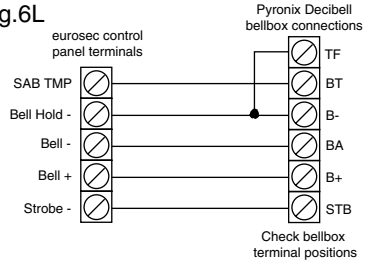 g.6L
eurosec control
panel terminals
Pyronix Decibell
bellbox connections
TF
SAB TMP
BT
Bell Hold -
B-
Bell -
BA
Bell +
B+
Strobe -
STB
Check bellbox
terminal positions